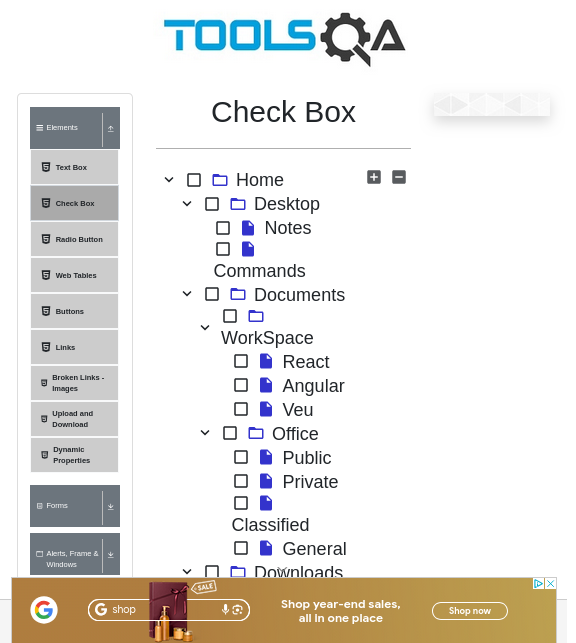 TOOLSQA
Check Box
Elements
Text Box
Check Box
Radio Button
Web Tables
Buttons
Links
Broken Links -
Images
Upload and
Download
Dynamic
Properties
Forms
Alerts, Frame &
Windows
Home
Desktop
Notes
Commands
Documents
WorkSpace
React
Angular
Veu
Office
Public
Private
Classified
General
Downloads
G shop
SALE
Shop year-end sales,
all in one place
Shop now